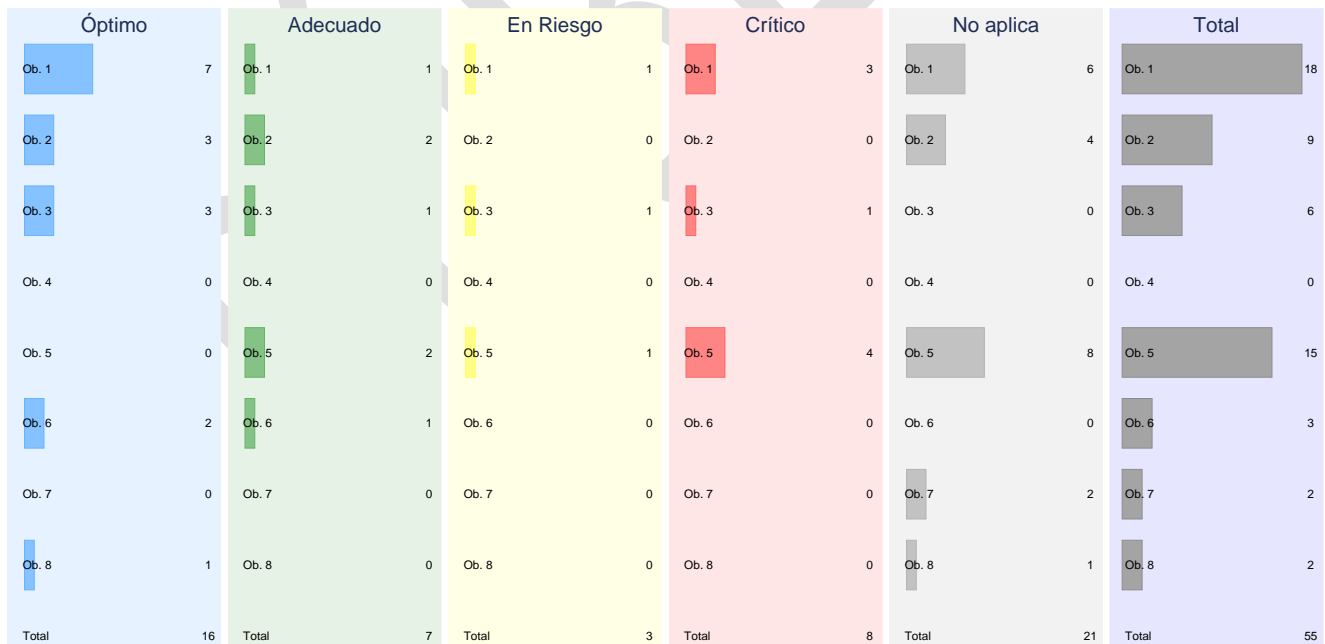 Óptimo Adecuado En Riesgo Crítico No aplica Total
Ob. 1 7 Ob. 1 1 Ob. 1 1 Ob. 1 3 Ob. 1 6 Ob. 1 18
Ob. 2 3 Ob. 2 2 Ob. 2 0 Ob. 2 0 Ob. 2 4 Ob. 2 9
Ob. 3 3 Ob. 3 1 Ob. 3 1 Ob. 3 1 Ob. 3 0 Ob. 3 6
Ob. 4 0 Ob. 4 0 Ob. 4 0 Ob. 4 0 Ob. 4 0 Ob. 4 0
Ob. 5 0 Ob. 5 2 Ob. 5 1 Ob. 5 4 Ob. 5 8 Ob. 5 15
Ob. 6 2 Ob. 6 1 Ob. 6 0 Ob. 6 0 Ob. 6 0 Ob. 6 3
Ob. 7 0 Ob. 7 0 Ob. 7 0 Ob. 7 0 Ob. 7 2 Ob. 7 2
Ob. 8 1 Ob. 8 0 Ob. 8 0 Ob. 8 0 Ob. 8 1 Ob. 8 2
Total 16 Total 7 Total 3 Total 8 Total 21 Total 55